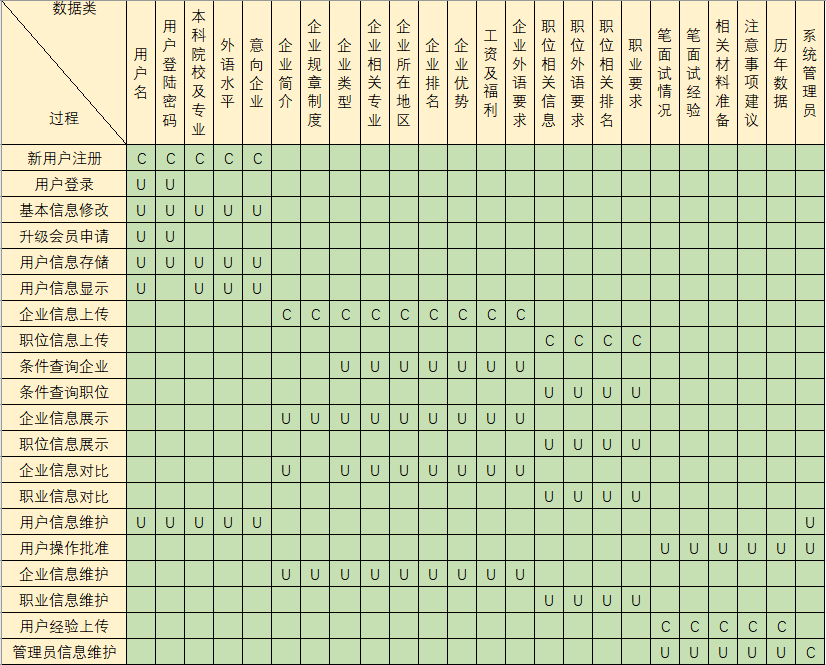 数据类
过程
用户名
用户登陆密码
本科院校及专业
外语水平
意向企业
企业简介
企业规章制度
企业类型
企业相关专业
企业所在地区
企业排名
企业优势
工资及福利
企业外语要求
职位相关信息
职位外语要求
职位相关排名
职业要求
笔面试情况
笔面试经验
相关材料准备
注意事项建议
历年数据
系统管理员
新用户注册 C C C C C
用户登录 U U
基本信息修改 U U U U U
升级会员申请 U U
用户信息存储 U U U U U
用户信息显示 U U U U
企业信息上传 C C C C C C C C C
职位信息上传 C C C C
条件查询企业 U U U U U U U
条件查询职位 U U U U
企业信息展示 U U U U U U U U U
职位信息展示 U U U U
企业信息对比 U U U U U U U U
职业信息对比 U U U U
用户信息维护 U U U U U U
用户操作批准 U U U U U U
企业信息维护 U U U U U U U U U
职业信息维护 U U U U
用户经验上传 C C C C C
管理员信息维护 U U U U U C